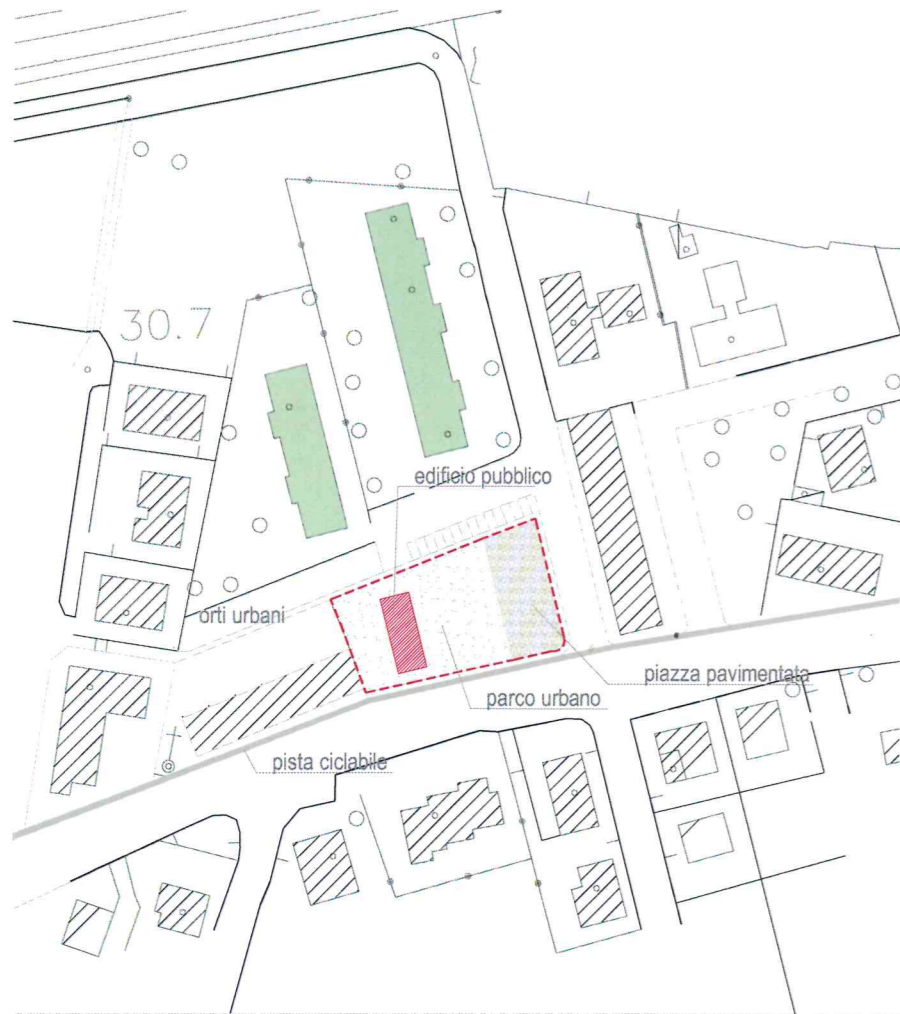 30.7
edificio pubblico
orti urbani
piazza pavimentata
parco urbano
pista ciclabile